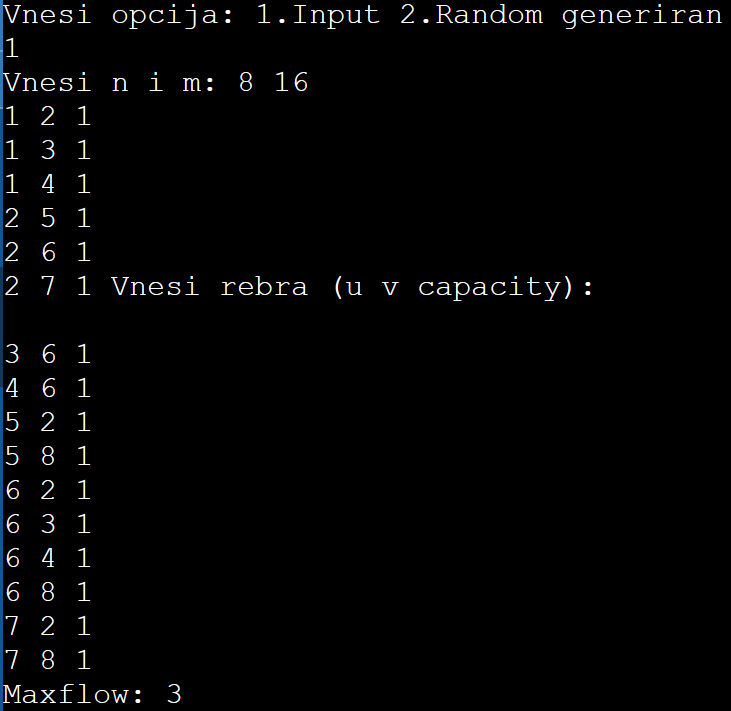 Vnesi opcija: 1.Input 2.Random generiran
1
Vnesi n i m: 8 16
1 2 1
1 3 1
1 4 1
2 5 1
2 6 1
2 7 1 Vnesi rebra (u v capacity):
3 6 1
4 6 1
5 2 1
5 8 1
6 2 1
6 3 1
6 4 1
6 8 1
7 2 1
7 8 1
Maxflow: 3